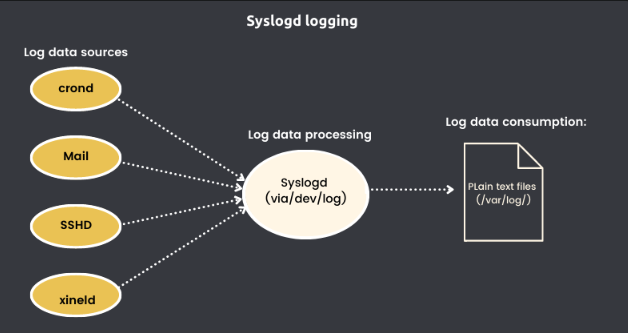 Syslogd logging
Log data sources
crond
Mail
SSHD
xineld
Log data processing
Syslogd
(via/dev/log)
Log data consumption:
PLain text files
(/var/log/)